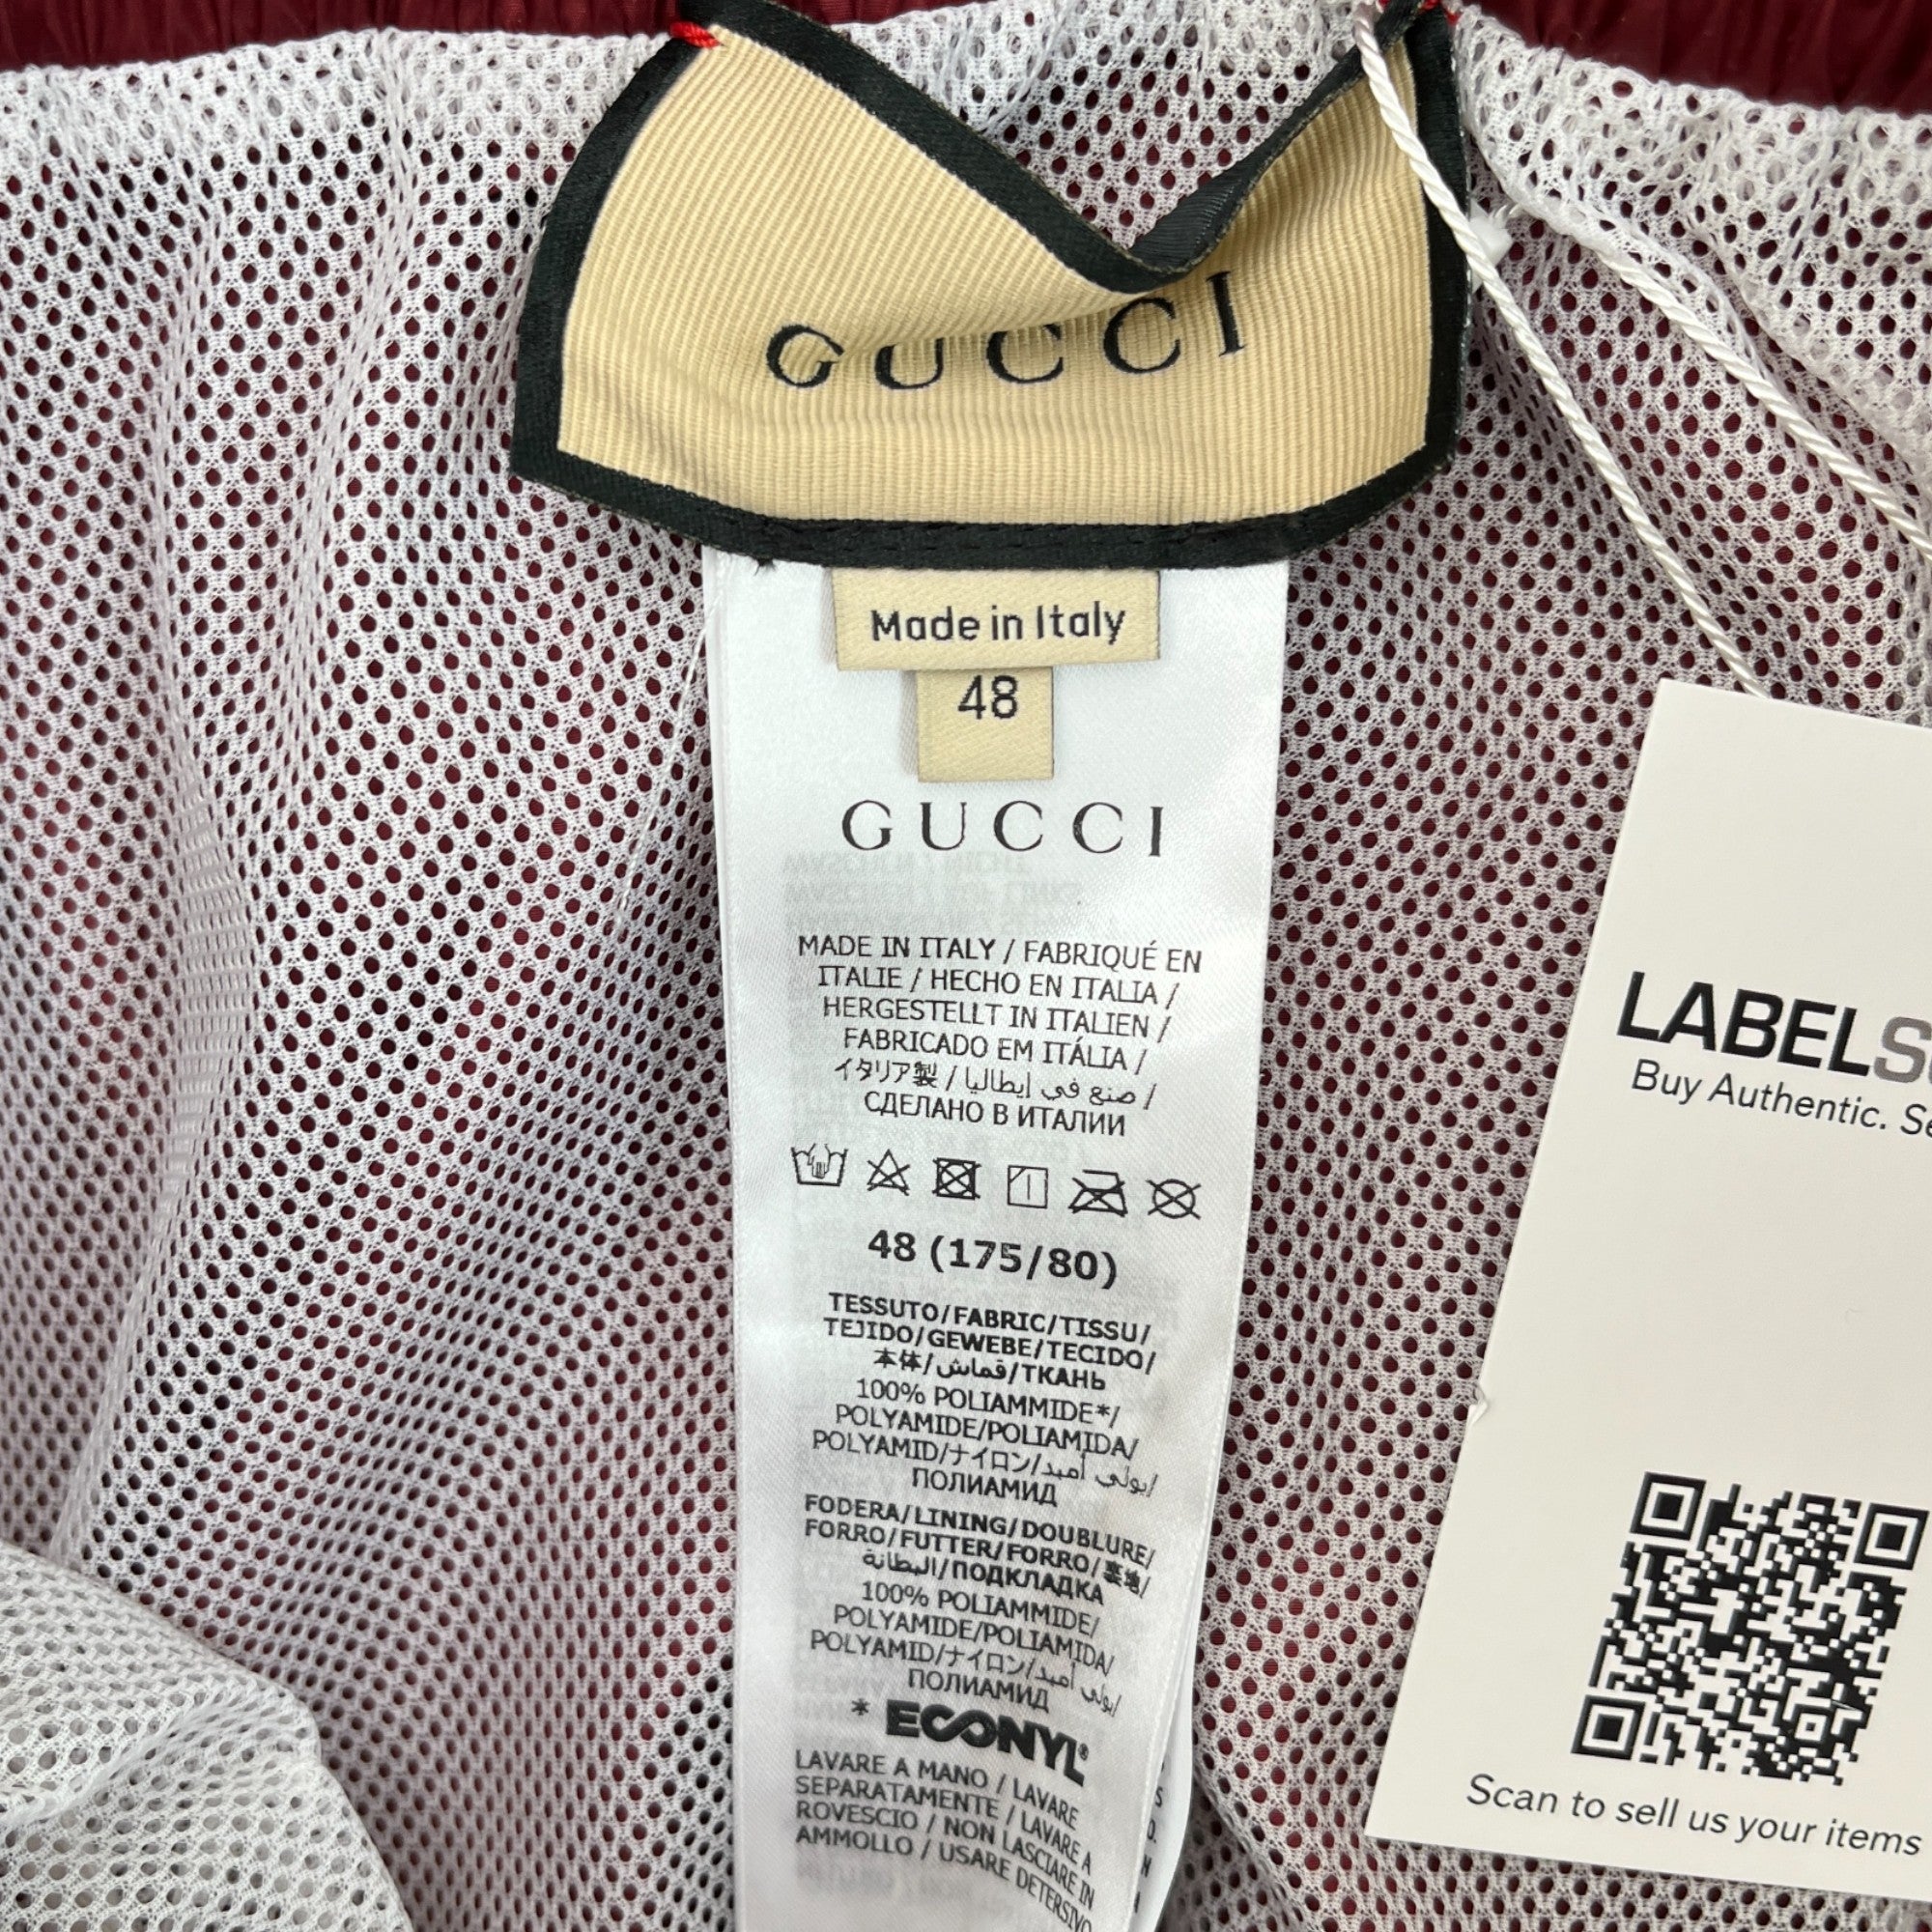 GUCCI
Made in Italy
48
GUCCI
MADE IN ITALY / FABRIQUÉ EN
ITALIE / HECHO EN ITALIA /
HERGESTELLT IN ITALIEN /
FABRICADO EM ITÁLIA /
イタリア製 / صنع في إيطاليا /
СДЕЛАНО В ИТАЛИИ
48 (175/80)
TESSUTO/FABRIC/TISSU/
TEJIDO/GEWEBE/TECIDO/
本体/قماش/ТКАНЬ
100% POLIAMMIDE*/
POLYAMIDE/POLIAMIDA/
POLYAMID/ナイロン/بولي أميد/
ПОЛИАМИД
FODERA/LINING/DOUBLURE/
FORRO/FUTTER/FORRO/裏地/
البطانة/ПОДКЛАДКА
100% POLIAMMIDE/
POLYAMIDE/POLIAMIDA/
POLYAMID/ナイロン/بولي أميد/
ПОЛИАМИД
* ECONYL®
LAVARE A MANO / LAVARE
SEPARATAMENTE / LAVARE A
ROVESCIO / NON LASCIARE IN
AMMOLLO / USARE DETERSIVO
LABELS
Buy Authentic. Se
Scan to sell us your items